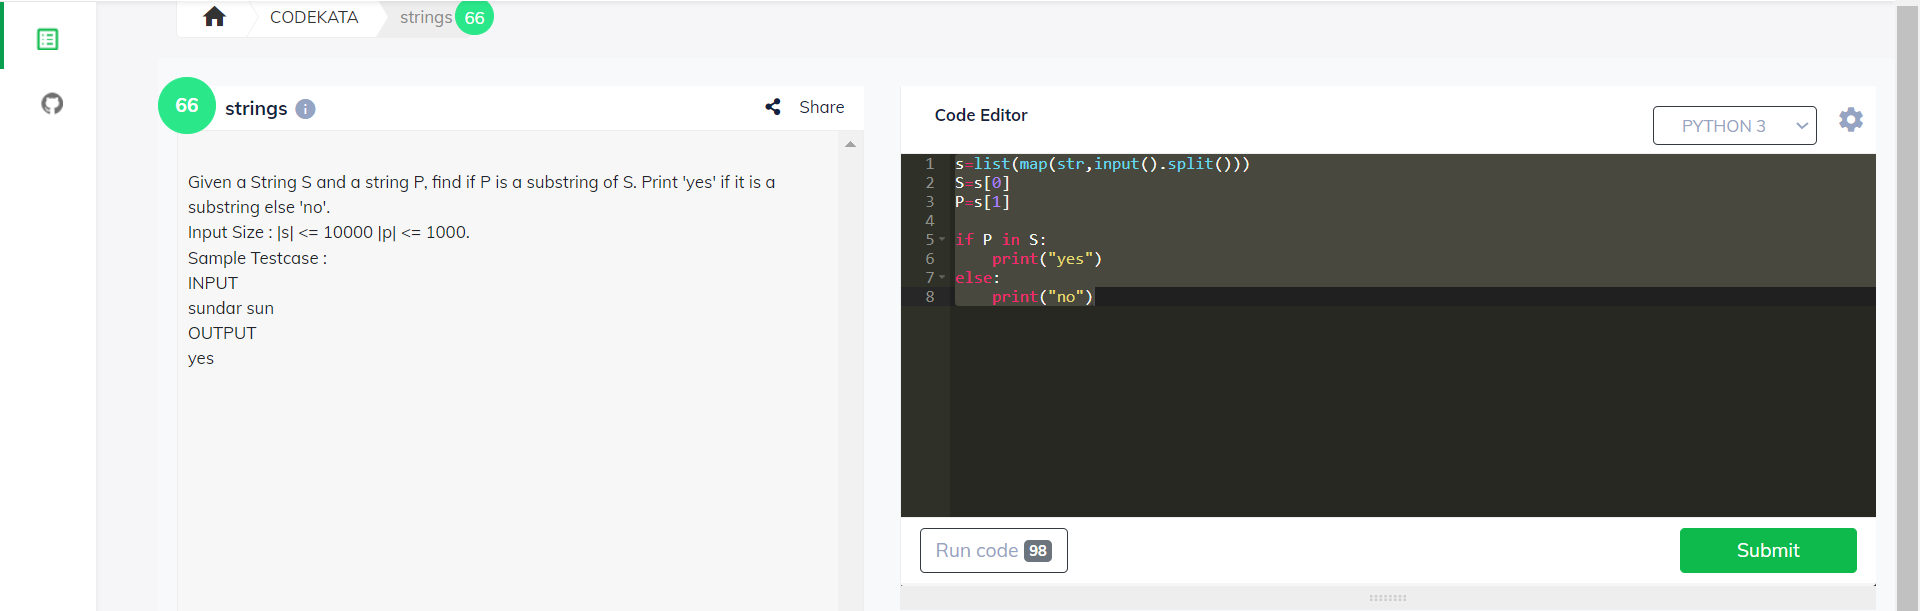 CODEKATA strings 66
66 strings i Share
Given a String S and a string P, find if P is a substring of S. Print 'yes' if it is a
substring else 'no'.
Input Size : |s| <= 10000 |p| <= 1000.
Sample Testcase :
INPUT
sundar sun
OUTPUT
yes
Code Editor
PYTHON 3
1 s=list(map(str,input().split()))
2 S=s[0]
3 P=s[1]
4
5 if P in S:
6     print("yes")
7 else:
8     print("no")
Run code 98
Submit